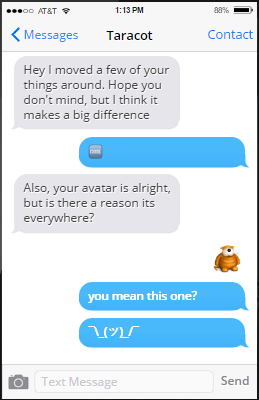 AT&T 1:13 PM 88%
Messages Taracot Contact
Hey I moved a few of your
things around. Hope you
don't mind, but I think it
makes a big difference
Also, your avatar is alright,
but is there a reason its
everywhere?
you mean this one?
¯\_(ツ)_/¯
Text Message Send